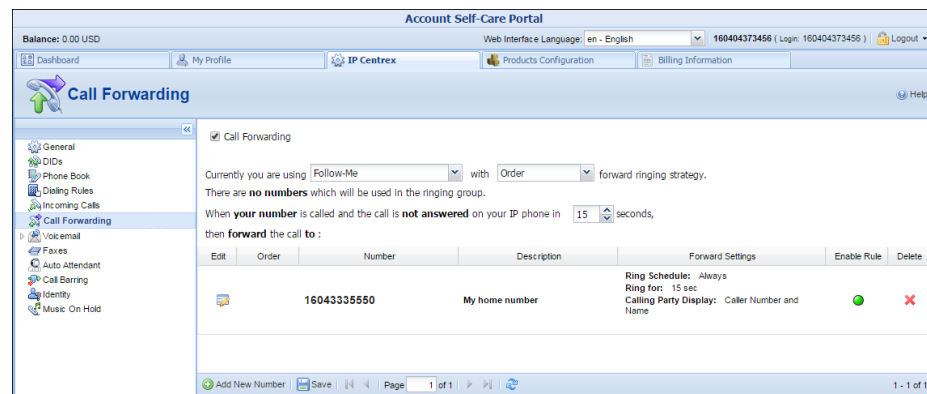 Account Self-Care Portal
Balance: 0.00 USD
Web Interface Language: en - English
160404373456 ( Login: 160404373456 )
Logout
Dashboard
My Profile
IP Centrex
Products Configuration
Billing Information
Call Forwarding
Help
General
DIDs
Phone Book
Dialing Rules
Incoming Calls
Call Forwarding
Voicemail
Faxes
Auto Attendant
Call Barring
Identity
Music On Hold
Call Forwarding
Currently you are using Follow-Me with Order forward ringing strategy.
There are no numbers which will be used in the ringing group.
When your number is called and the call is not answered on your IP phone in 15 seconds,
then forward the call to :
Edit Order Number Description Forward Settings Enable Rule Delete
16043335550
My home number
Ring Schedule: Always
Ring for: 15 sec
Calling Party Display: Caller Number and
Name
Add New Number Save Page 1 of 1
1 - 1 of 1